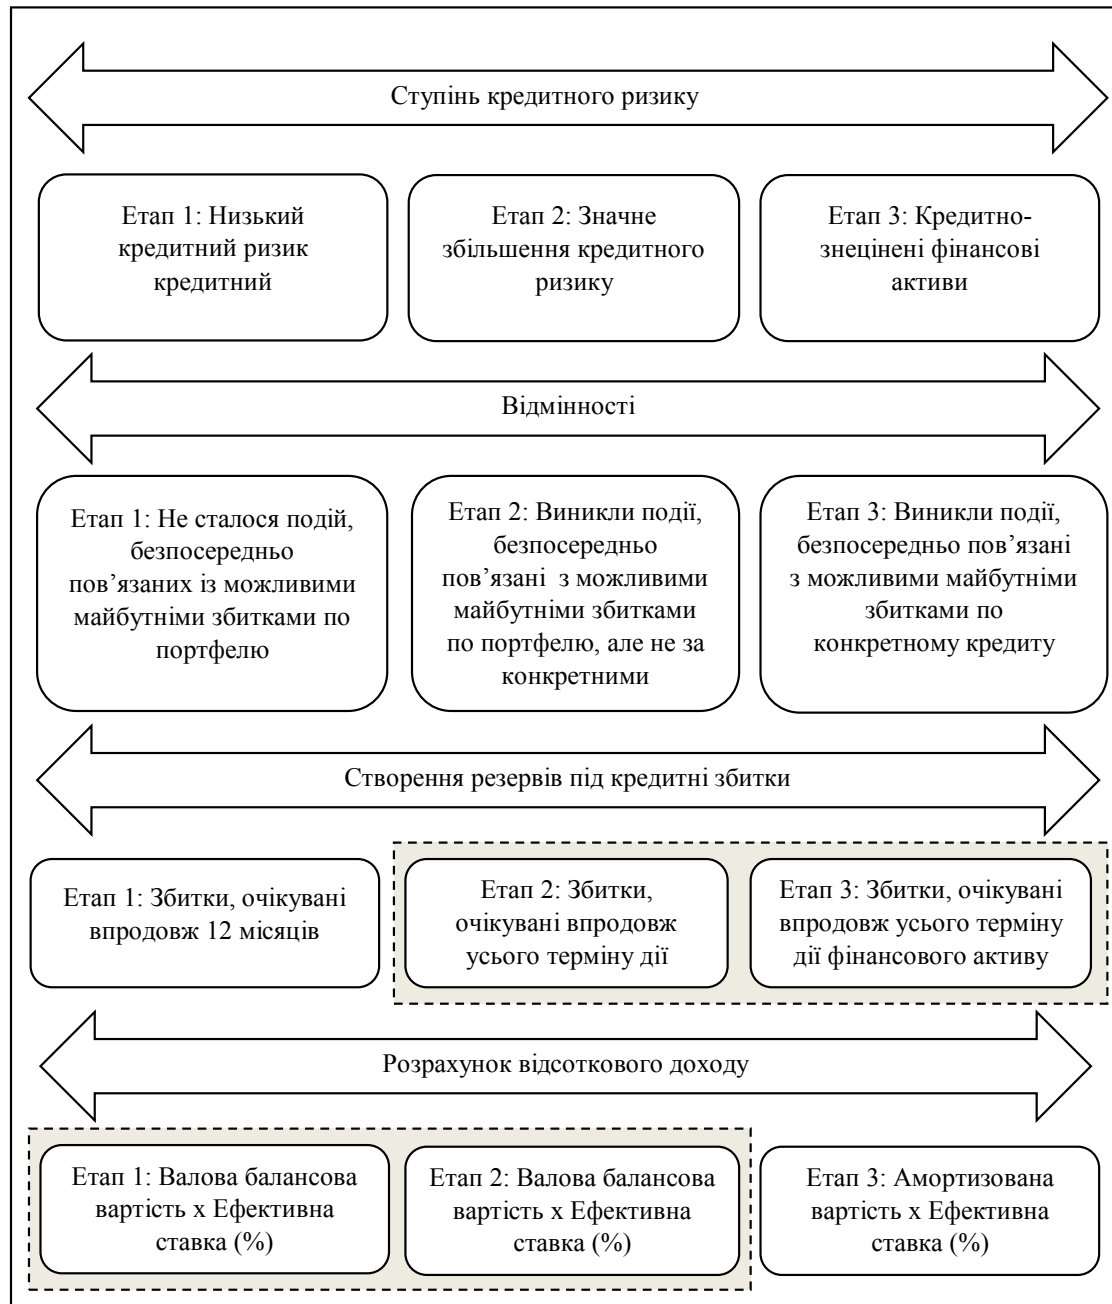 Ступінь кредитного ризику
Етап 1: Низький
кредитний ризик
кредитний
Етап 2: Значне
збільшення кредитного
ризику
Етап 3: Кредитно-
знецінені фінансові
активи
Відмінності
Етап 1: Не сталося подій,
безпосередньо
пов’язаних із можливими
майбутніми збитками по
портфелю
Етап 2: Виникли події,
безпосередньо
пов’язані з можливими
майбутніми збитками
по портфелю, але не за
конкретними
Етап 3: Виникли події,
безпосередньо пов’язані
з можливими майбутніми
збитками по
конкретному кредиту
Створення резервів під кредитні збитки
Етап 1: Збитки, очікувані
впродовж 12 місяців
Етап 2: Збитки,
очікувані впродовж
усього терміну дії
Етап 3: Збитки, очікувані
впродовж усього терміну
дії фінансового активу
Розрахунок відсоткового доходу
Етап 1: Валова балансова
вартість х Ефективна
ставка (%)
Етап 2: Валова балансова
вартість х Ефективна
ставка (%)
Етап 3: Амортизована
вартість х Ефективна
ставка (%)